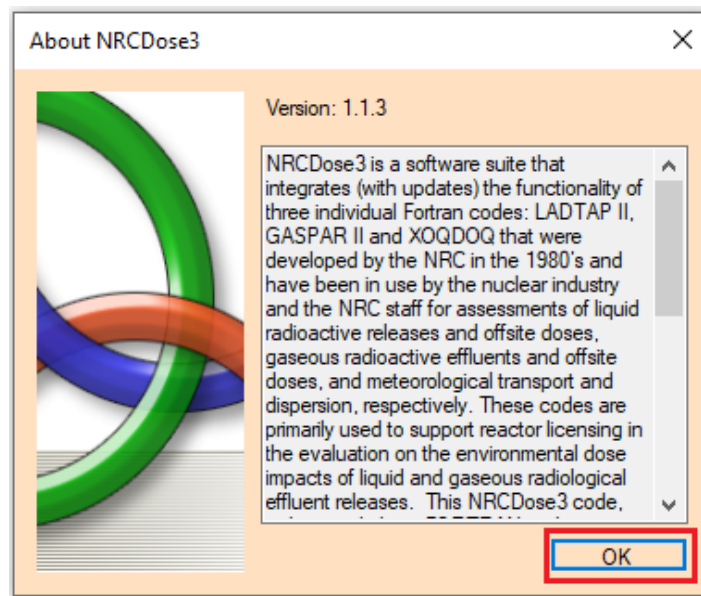 About NRCDose3
Version: 1.1.3
NRCDose3 is a software suite that
integrates (with updates) the functionality of
three individual Fortran codes: LADTAP II,
GASPAR II and XOQDOQ that were
developed by the NRC in the 1980's and
have been in use by the nuclear industry
and the NRC staff for assessments of liquid
radioactive releases and offsite doses,
gaseous radioactive effluents and offsite
doses, and meteorological transport and
dispersion, respectively. These codes are
primarily used to support reactor licensing in
the evaluation on the environmental dose
impacts of liquid and gaseous radiological
effluent releases.  This NRCDose3 code,
OK